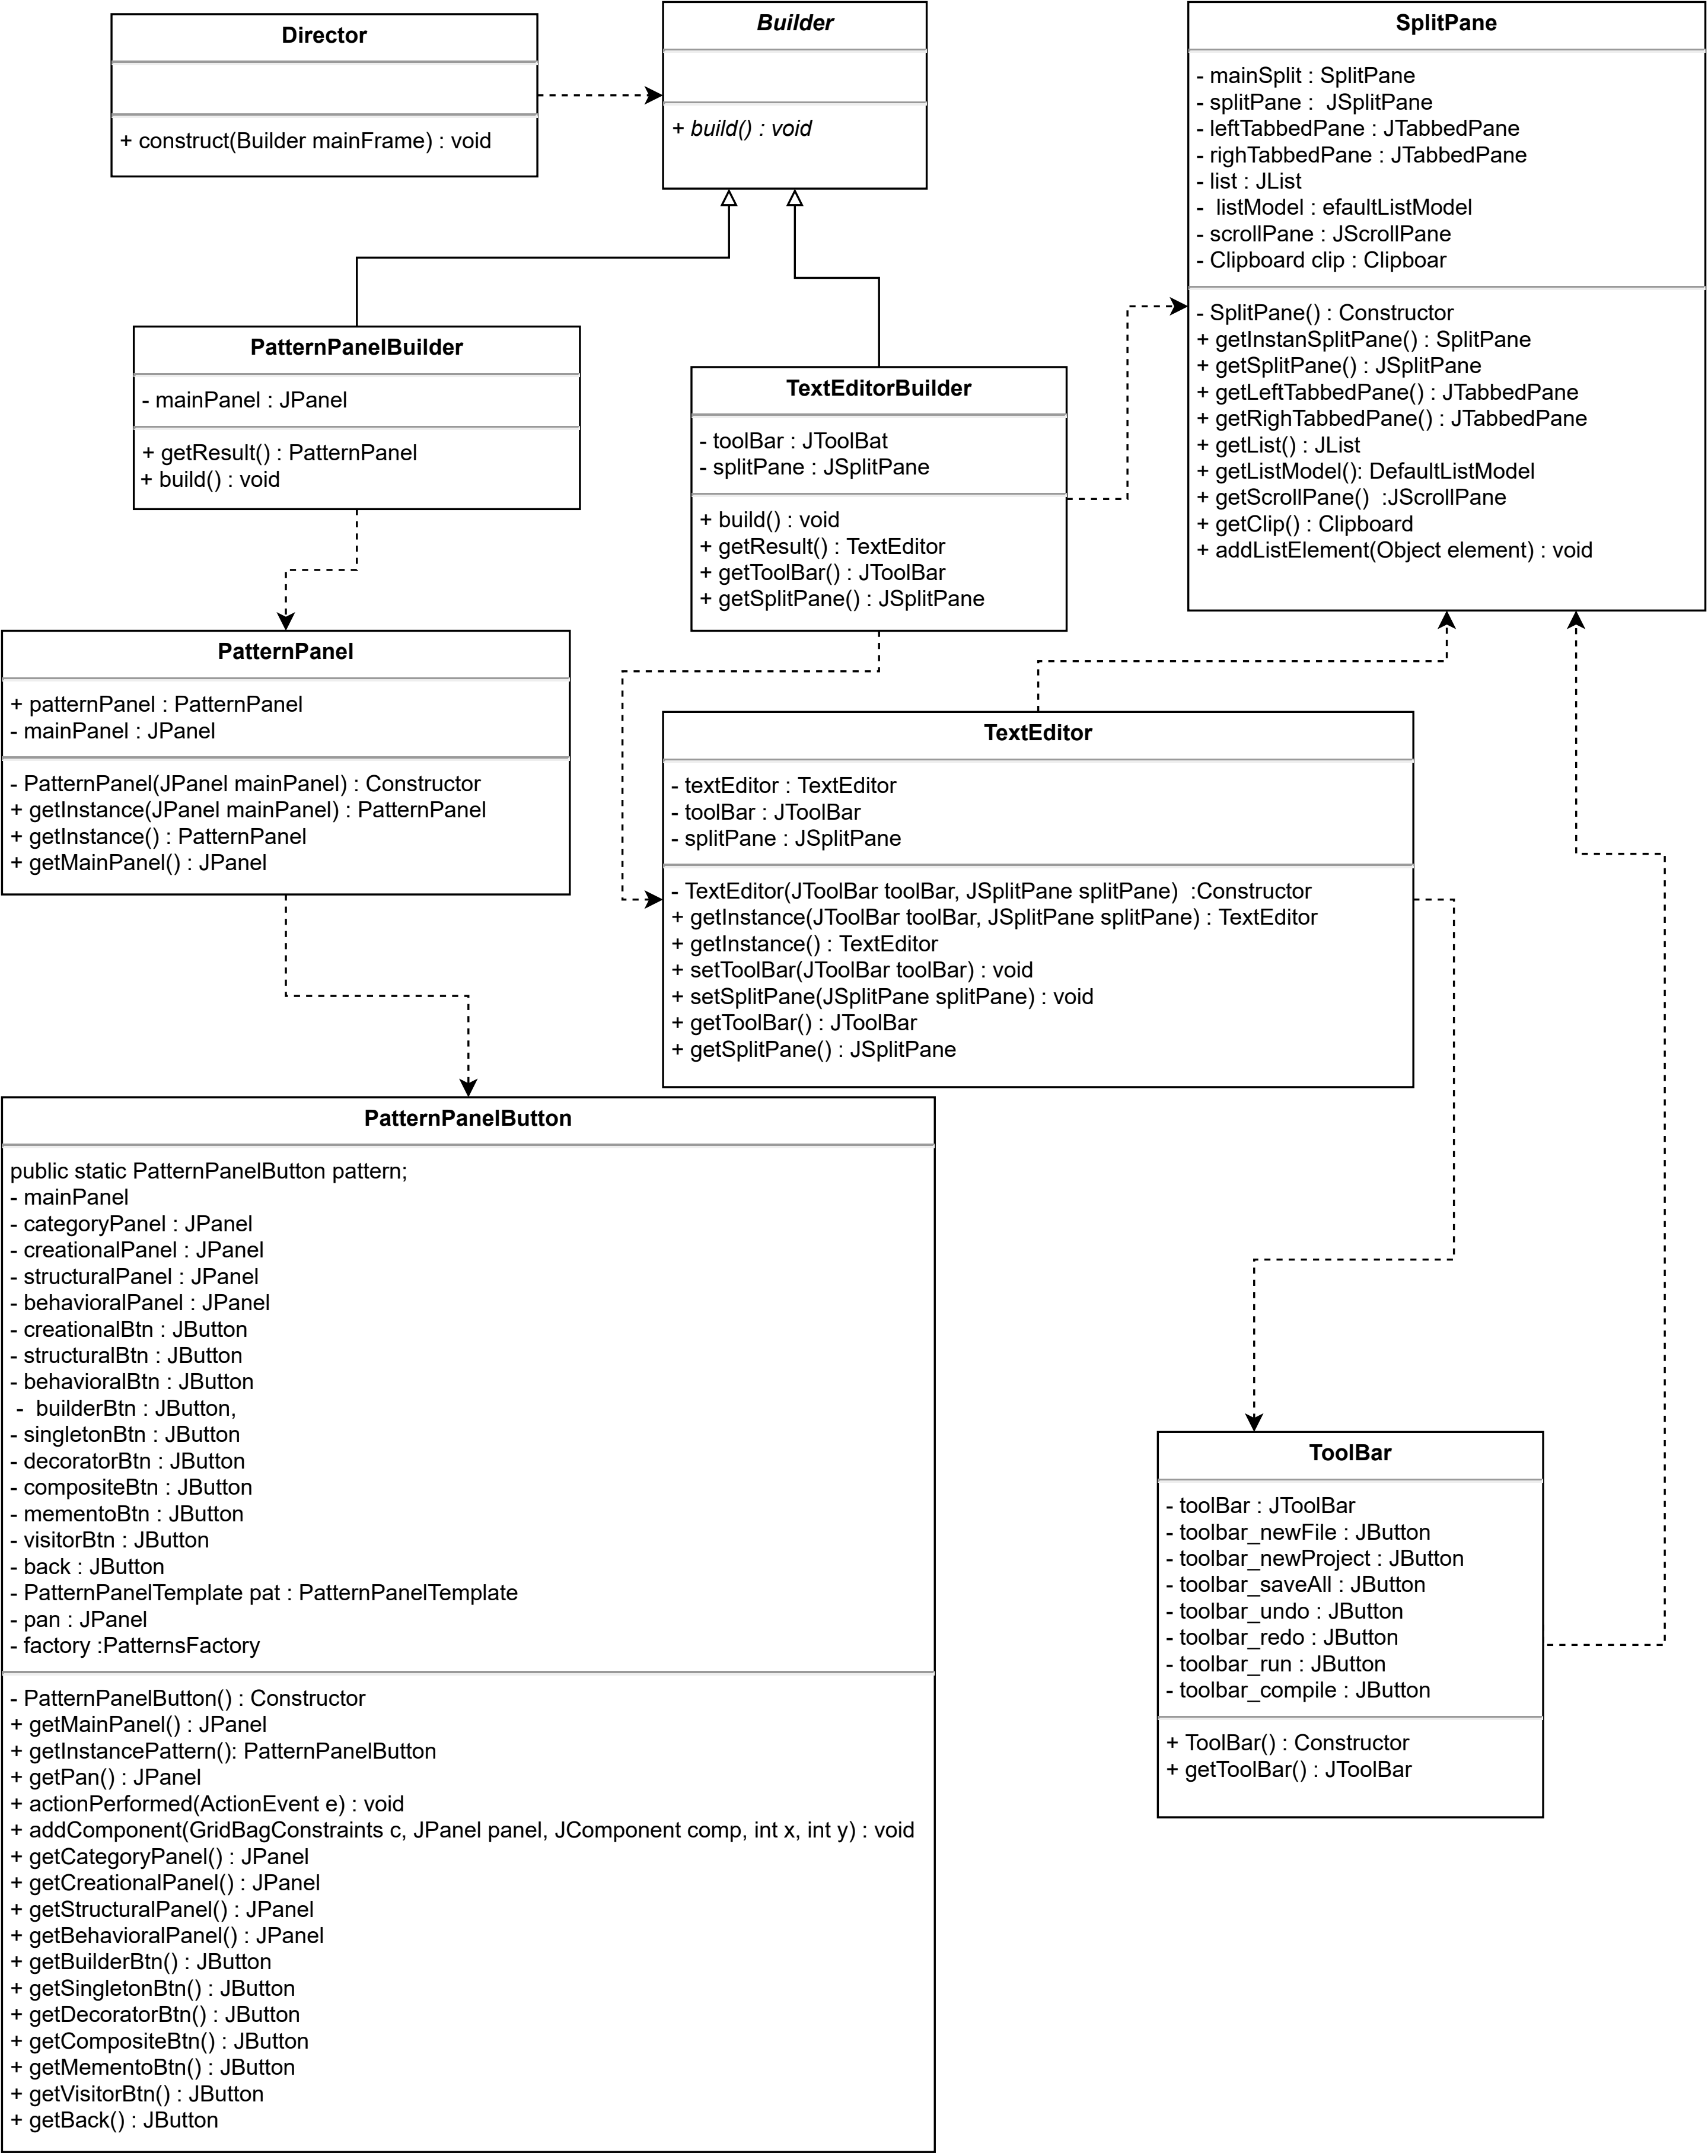 Director
+ construct(Builder mainFrame) : void
Builder
+ build() : void
SplitPane
- mainSplit : SplitPane
- splitPane :  JSplitPane
- leftTabbedPane : JTabbedPane
- righTabbedPane : JTabbedPane
- list : JList
-  listModel : efaultListModel
- scrollPane : JScrollPane
- Clipboard clip : Clipboar
- SplitPane() : Constructor
+ getInstanSplitPane() : SplitPane
+ getSplitPane() : JSplitPane
+ getLeftTabbedPane() : JTabbedPane
+ getRighTabbedPane() : JTabbedPane
+ getList() : JList
+ getListModel(): DefaultListModel
+ getScrollPane()  :JScrollPane
+ getClip() : Clipboard
+ addListElement(Object element) : void
PatternPanelBuilder
- mainPanel : JPanel
+ getResult() : PatternPanel
+ build() : void
TextEditorBuilder
- toolBar : JToolBat
- splitPane : JSplitPane
+ build() : void
+ getResult() : TextEditor
+ getToolBar() : JToolBar
+ getSplitPane() : JSplitPane
PatternPanel
+ patternPanel : PatternPanel
- mainPanel : JPanel
- PatternPanel(JPanel mainPanel) : Constructor
+ getInstance(JPanel mainPanel) : PatternPanel
+ getInstance() : PatternPanel
+ getMainPanel() : JPanel
TextEditor
- textEditor : TextEditor
- toolBar : JToolBar
- splitPane : JSplitPane
- TextEditor(JToolBar toolBar, JSplitPane splitPane)  :Constructor
+ getInstance(JToolBar toolBar, JSplitPane splitPane) : TextEditor
+ getInstance() : TextEditor
+ setToolBar(JToolBar toolBar) : void
+ setSplitPane(JSplitPane splitPane) : void
+ getToolBar() : JToolBar
+ getSplitPane() : JSplitPane
PatternPanelButton
public static PatternPanelButton pattern;
- mainPanel
- categoryPanel : JPanel
- creationalPanel : JPanel
- structuralPanel : JPanel
- behavioralPanel : JPanel
- creationalBtn : JButton
- structuralBtn : JButton
- behavioralBtn : JButton
-  builderBtn : JButton,
- singletonBtn : JButton
- decoratorBtn : JButton
- compositeBtn : JButton
- mementoBtn : JButton
- visitorBtn : JButton
- back : JButton
- PatternPanelTemplate pat : PatternPanelTemplate
- pan : JPanel
- factory :PatternsFactory
- PatternPanelButton() : Constructor
+ getMainPanel() : JPanel
+ getInstancePattern(): PatternPanelButton
+ getPan() : JPanel
+ actionPerformed(ActionEvent e) : void
+ addComponent(GridBagConstraints c, JPanel panel, JComponent comp, int x, int y) : void
+ getCategoryPanel() : JPanel
+ getCreationalPanel() : JPanel
+ getStructuralPanel() : JPanel
+ getBehavioralPanel() : JPanel
+ getBuilderBtn() : JButton
+ getSingletonBtn() : JButton
+ getDecoratorBtn() : JButton
+ getCompositeBtn() : JButton
+ getMementoBtn() : JButton
+ getVisitorBtn() : JButton
+ getBack() : JButton
ToolBar
- toolBar : JToolBar
- toolbar_newFile : JButton
- toolbar_newProject : JButton
- toolbar_saveAll : JButton
- toolbar_undo : JButton
- toolbar_redo : JButton
- toolbar_run : JButton
- toolbar_compile : JButton
+ ToolBar() : Constructor
+ getToolBar() : JToolBar